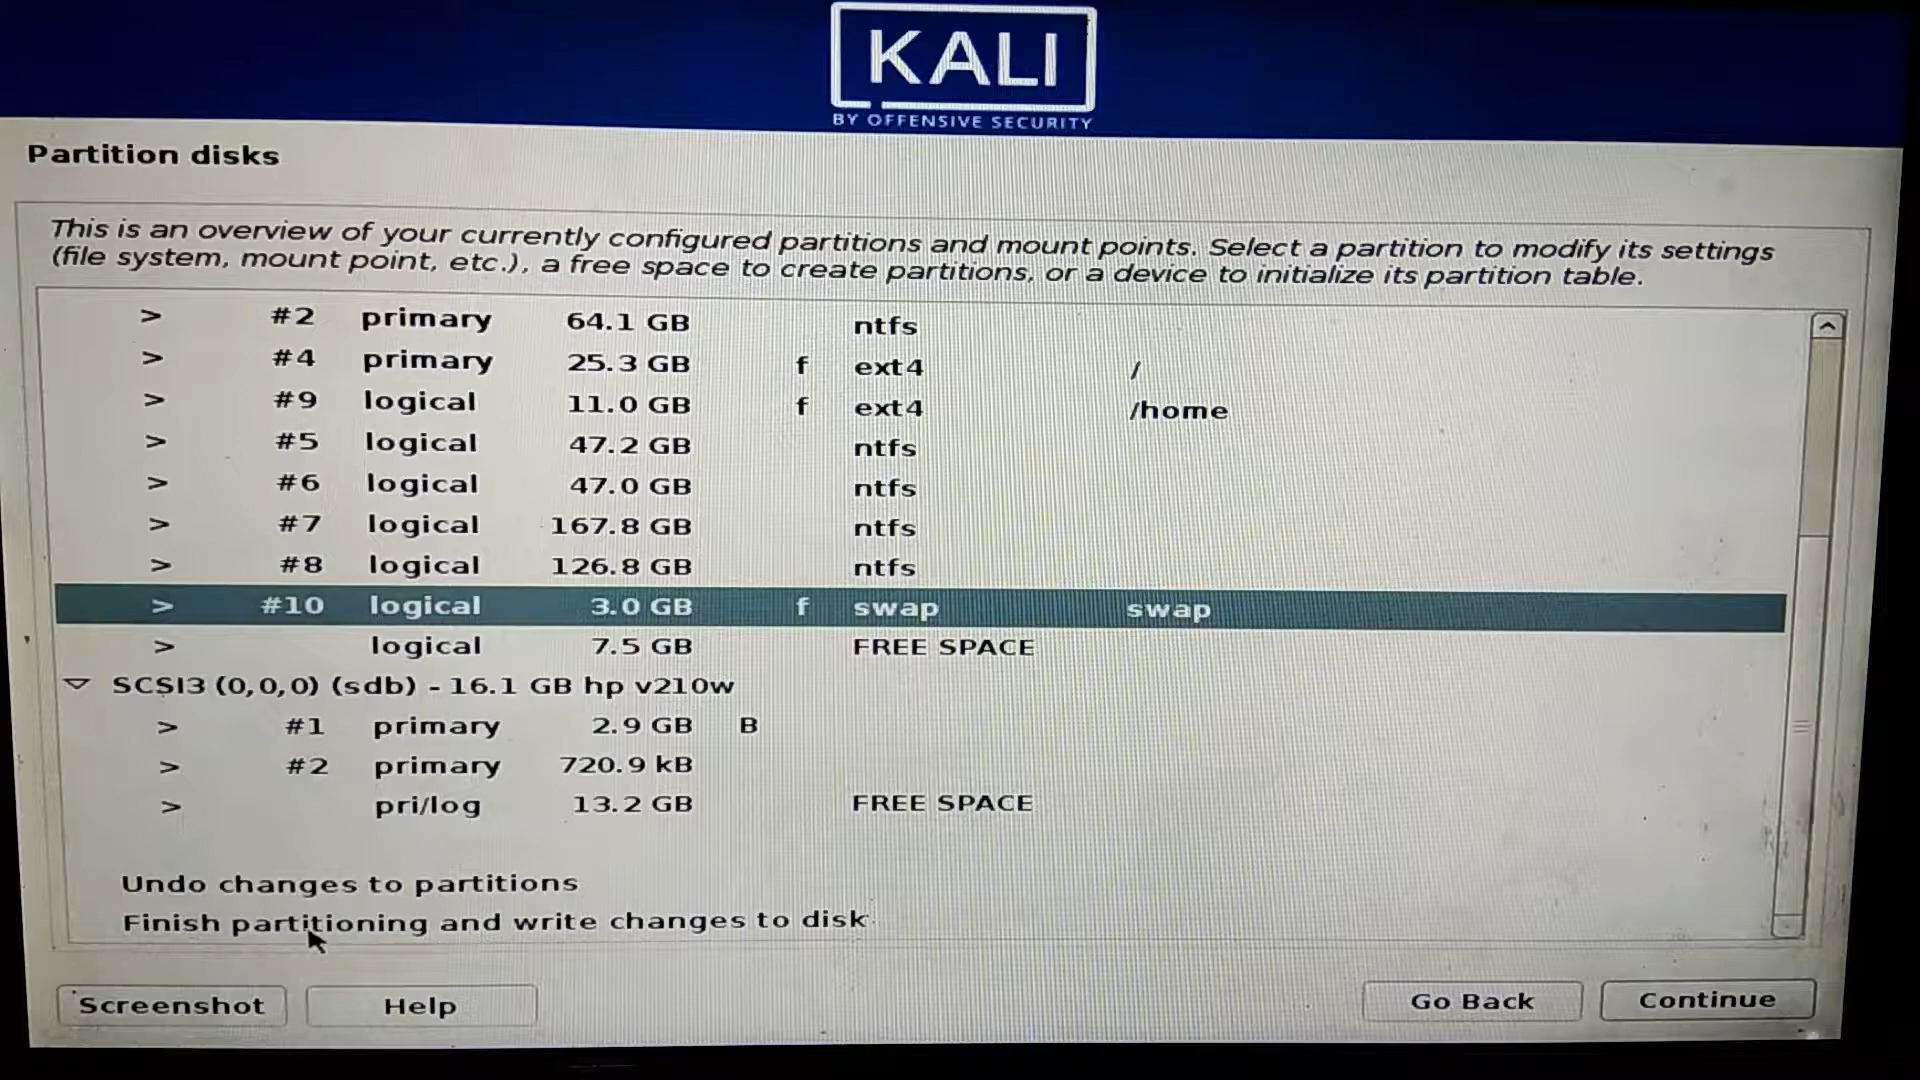 KALI
BY OFFENSIVE SECURITY
Partition disks
This is an overview of your currently configured partitions and mount points. Select a partition to modify its settings
(file system, mount point, etc.), a free space to create partitions, or a device to initialize its partition table.
> #2 primary 64.1 GB ntfs
> #4 primary 25.3 GB f ext4 /
> #9 logical 11.0 GB f ext4 /home
> #5 logical 47.2 GB ntfs
> #6 logical 47.0 GB ntfs
> #7 logical 167.8 GB ntfs
> #8 logical 126.8 GB ntfs
> #10 logical 3.0 GB f swap swap
> logical 7.5 GB FREE SPACE
SCSI3 (0,0,0) (sdb) - 16.1 GB hp v210w
> #1 primary 2.9 GB B
> #2 primary 720.9 kB
> pri/log 13.2 GB FREE SPACE
Undo changes to partitions
Finish partitioning and write changes to disk
Screenshot Help Go Back Continue